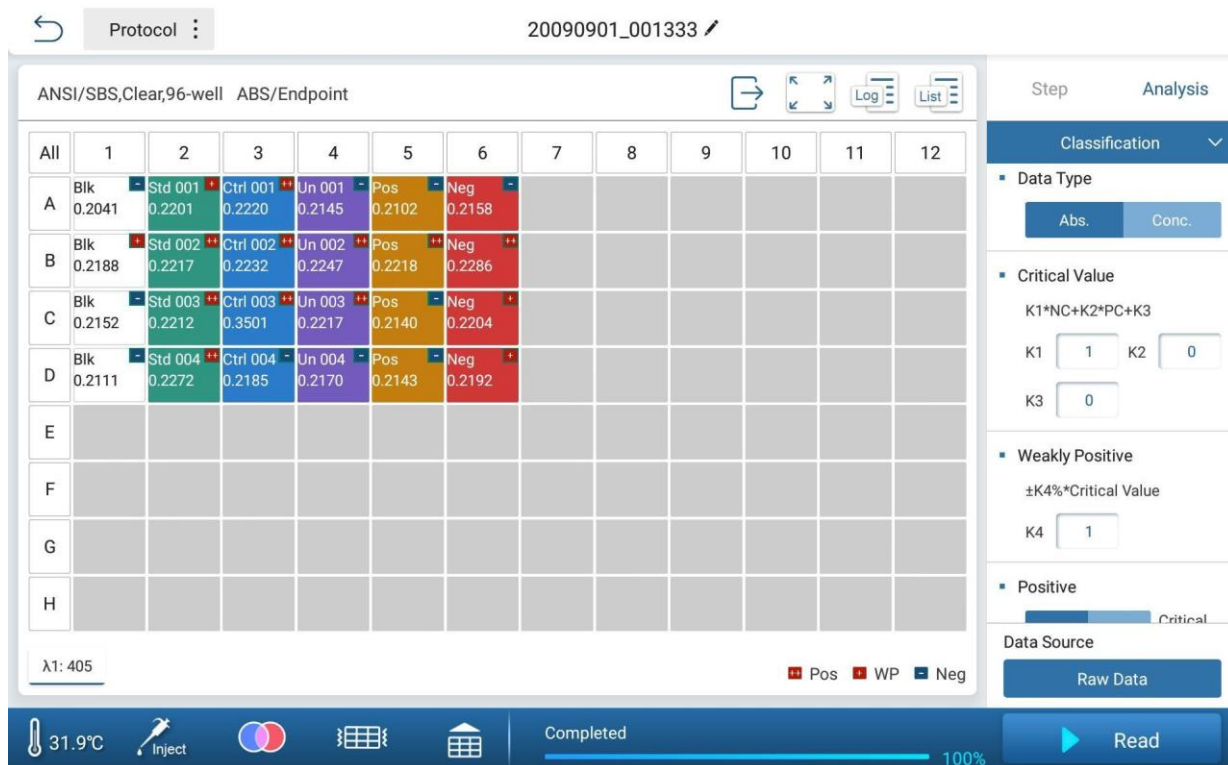 Protocol
20090901_001333
ANSI/SBS,Clear,96-well ABS/Endpoint
Log
List
Step Analysis
Classification
All 1 2 3 4 5 6 7 8 9 10 11 12
A
Blk - Std 001 + Ctrl 001 ++ Un 001 - Pos - Neg -
0.2041 0.2201 0.2220 0.2145 0.2102 0.2158
B
Blk + Std 002 ++ Ctrl 002 ++ Un 002 ++ Pos ++ Neg ++
0.2188 0.2217 0.2232 0.2247 0.2218 0.2286
C
Blk - Std 003 ++ Ctrl 003 ++ Un 003 ++ Pos - Neg +
0.2152 0.2212 0.3501 0.2217 0.2140 0.2204
D
Blk - Std 004 ++ Ctrl 004 - Un 004 - Pos - Neg +
0.2111 0.2272 0.2185 0.2170 0.2143 0.2192
E
F
G
H
λ1: 405
++ Pos + WP - Neg
Data Type
Abs. Conc.
Critical Value
K1*NC+K2*PC+K3
K1 1 K2 0
K3 0
Weakly Positive
±K4%*Critical Value
K4 1
Positive
Critical
Data Source
Raw Data
31.9℃
Inject
Completed
100%
Read